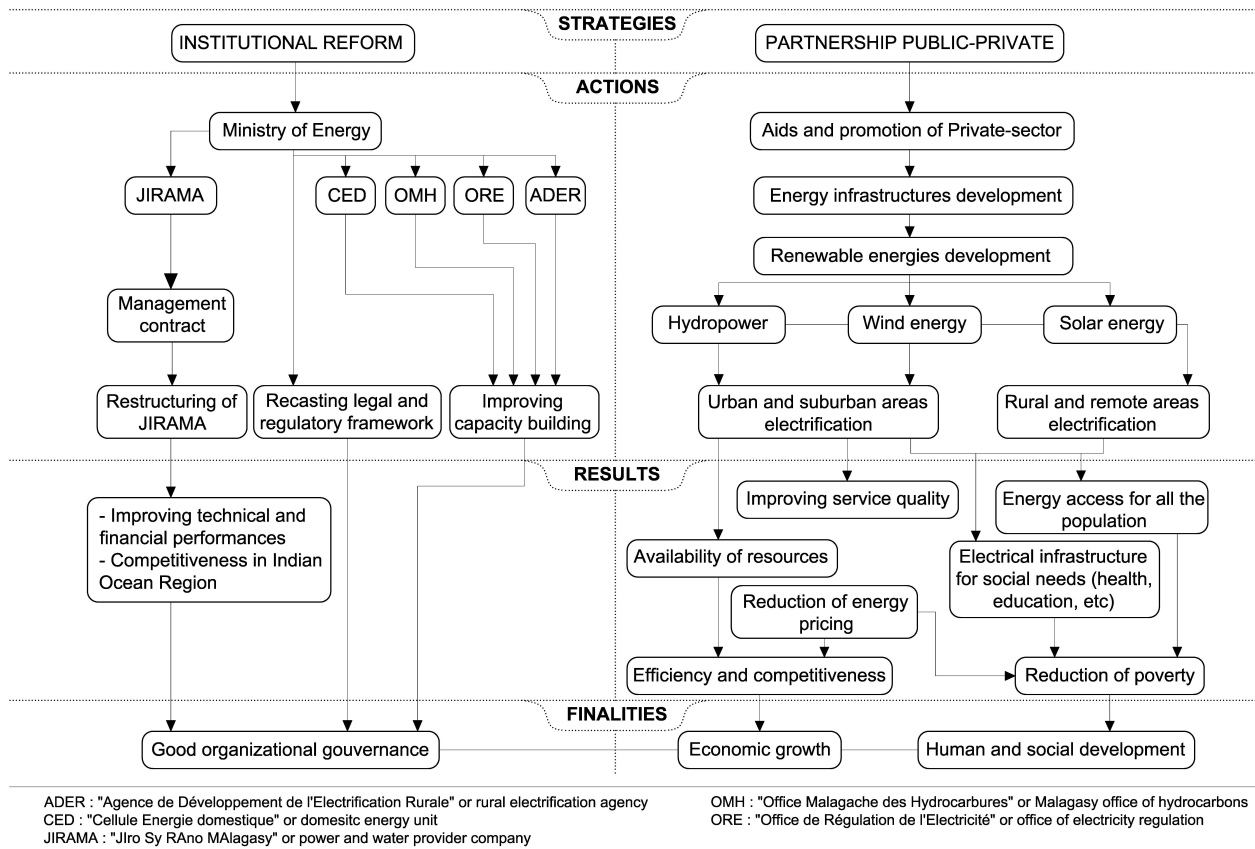 STRATEGIES
INSTITUTIONAL REFORM
PARTNERSHIP PUBLIC-PRIVATE
ACTIONS
Ministry of Energy
Aids and promotion of Private-sector
JIRAMA
CED
OMH
ORE
ADER
Energy infrastructures development
Renewable energies development
Management
contract
Hydropower
Wind energy
Solar energy
Restructuring of
JIRAMA
Recasting legal and
regulatory framework
Improving
capacity building
Urban and suburban areas
electrification
Rural and remote areas
electrification
RESULTS
- Improving technical and
financial performances
- Competitiveness in Indian
Ocean Region
Improving service quality
Energy access for all the
population
Availability of resources
Electrical infrastructure
for social needs (health,
education, etc)
Reduction of energy
pricing
Efficiency and competitiveness
Reduction of poverty
FINALITIES
Good organizational gouvernance
Economic growth
Human and social development
ADER : "Agence de Développement de l'Electrification Rurale" or rural electrification agency
CED : "Cellule Energie domestique" or domesitc energy unit
JIRAMA : "JIro Sy RAno MAlagasy" or power and water provider company
OMH : "Office Malagache des Hydrocarbures" or Malagasy office of hydrocarbons
ORE : "Office de Régulation de l'Electricité" or office of electricity regulation